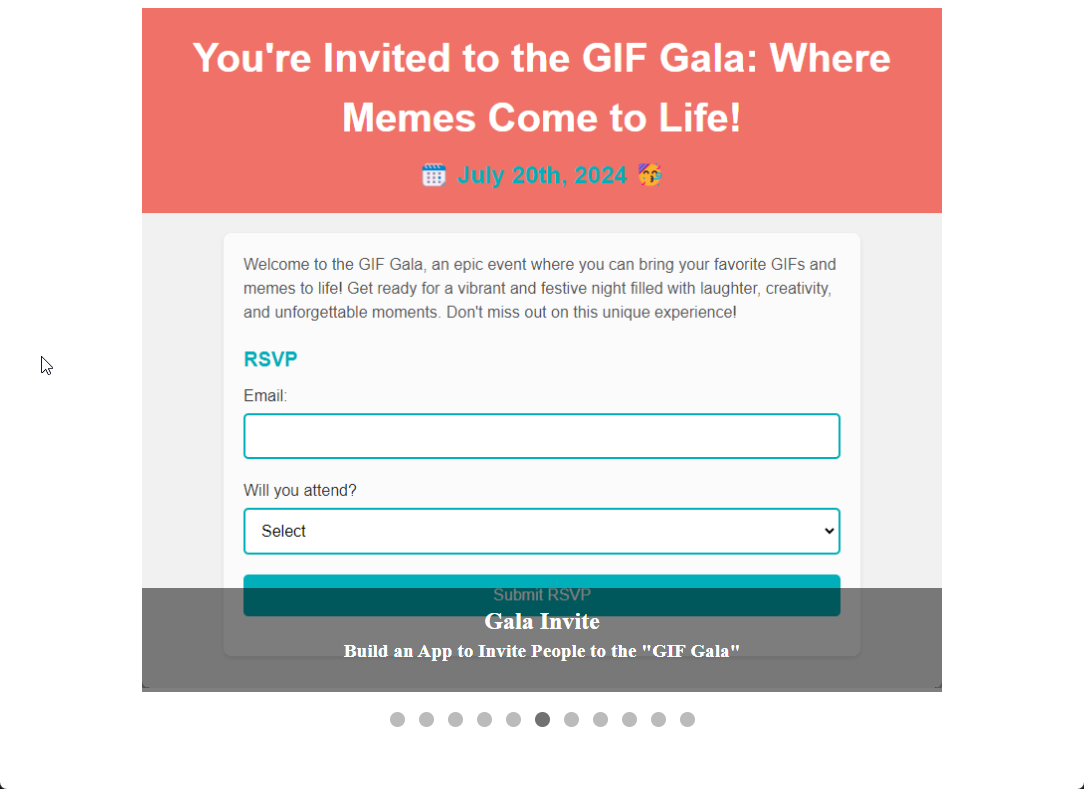 You're Invited to the GIF Gala: Where
Memes Come to Life!
July 20th, 2024
Welcome to the GIF Gala, an epic event where you can bring your favorite GIFs and
memes to life! Get ready for a vibrant and festive night filled with laughter, creativity,
and unforgettable moments. Don't miss out on this unique experience!
RSVP
Email:
Will you attend?
Select
Submit RSVP
Gala Invite
Build an App to Invite People to the "GIF Gala"